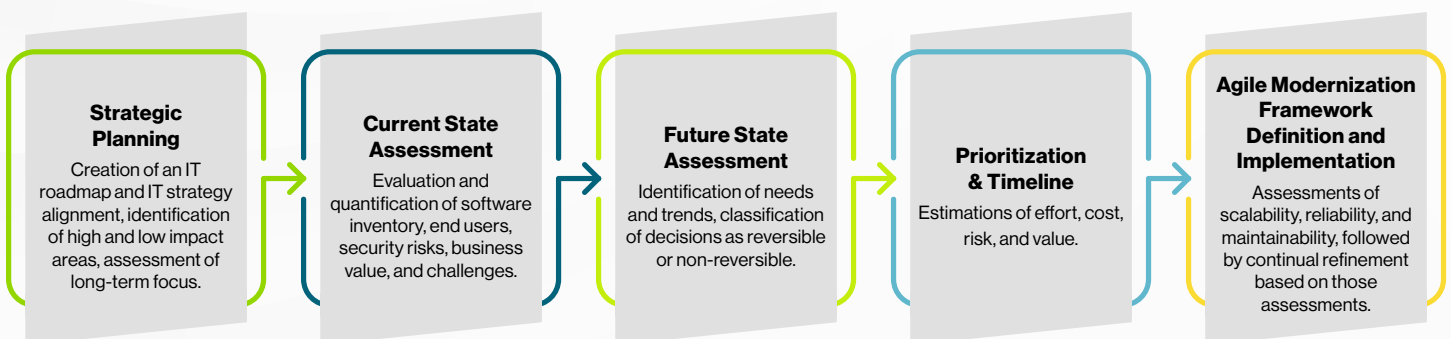 Strategic
Planning
Creation of an IT
roadmap and IT strategy
alignment, identification
of high and low impact
areas, assessment of
long-term focus.
Current State
Assessment
Evaluation and
quantification of software
inventory, end users,
security risks, business
value, and challenges.
Future State
Assessment
Identification of needs
and trends, classification
of decisions as reversible
or non-reversible.
Prioritization
& Timeline
Estimations of effort, cost,
risk, and value.
Agile Modernization
Framework
Definition and
Implementation
Assessments of
scalability, reliability, and
maintainability, followed
by continual refinement
based on those
assessments.